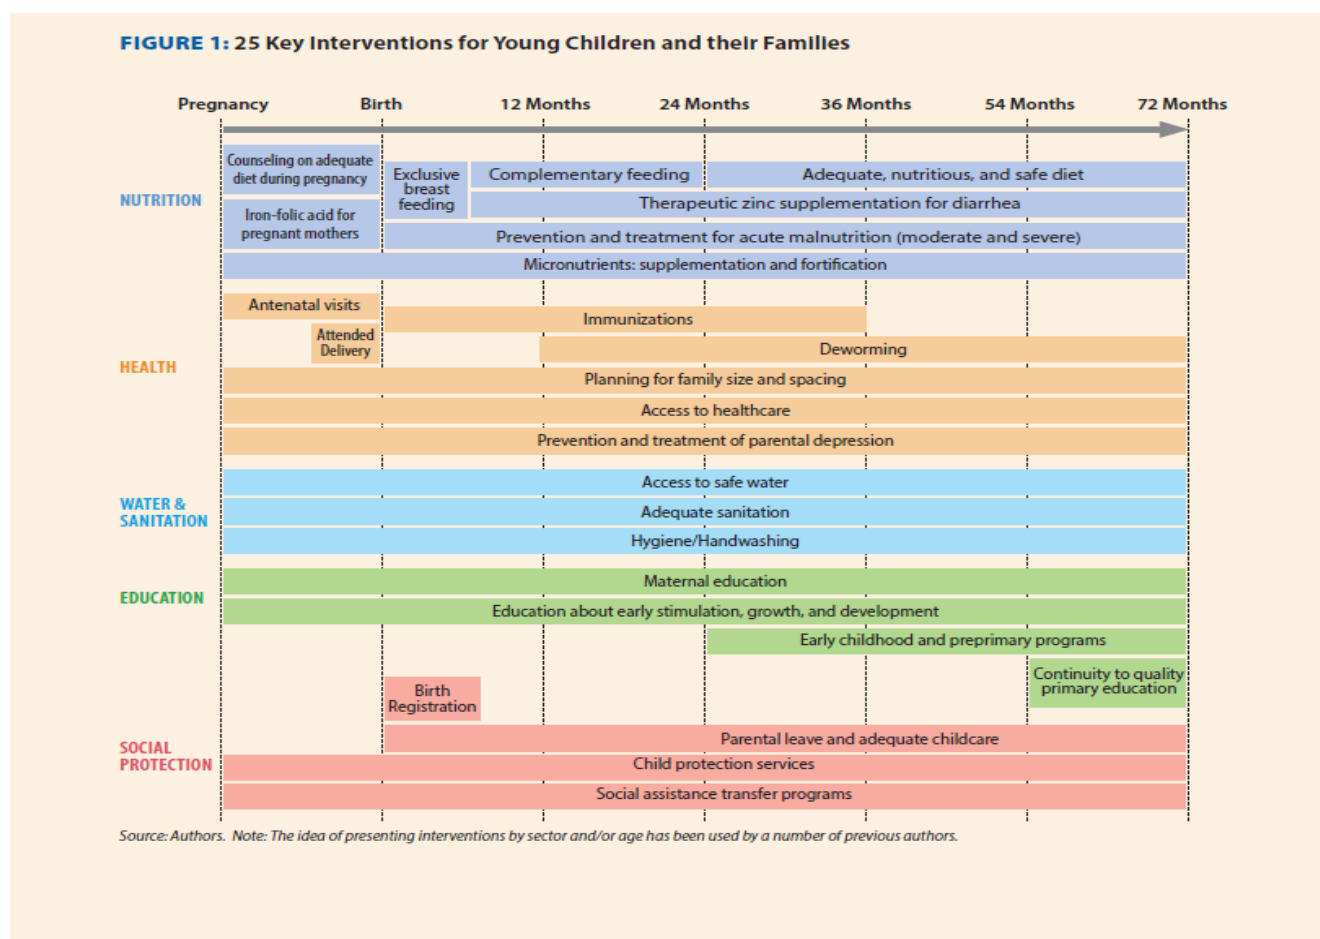 FIGURE 1: 25 Key Interventions for Young Children and their Families
Pregnancy Birth 12 Months 24 Months 36 Months 54 Months 72 Months
NUTRITION
Counseling on adequate
diet during pregnancy
Iron-folic acid for
pregnant mothers
Exclusive
breast
feeding
Complementary feeding
Adequate, nutritious, and safe diet
Therapeutic zinc supplementation for diarrhea
Prevention and treatment for acute malnutrition (moderate and severe)
Micronutrients: supplementation and fortification
HEALTH
Antenatal visits
Attended
Delivery
Immunizations
Deworming
Planning for family size and spacing
Access to healthcare
Prevention and treatment of parental depression
WATER &
SANITATION
Access to safe water
Adequate sanitation
Hygiene/Handwashing
EDUCATION
Maternal education
Education about early stimulation, growth, and development
Early childhood and preprimary programs
Continuity to quality
primary education
SOCIAL
PROTECTION
Birth
Registration
Parental leave and adequate childcare
Child protection services
Social assistance transfer programs
Source: Authors. Note: The idea of presenting interventions by sector and/or age has been used by a number of previous authors.